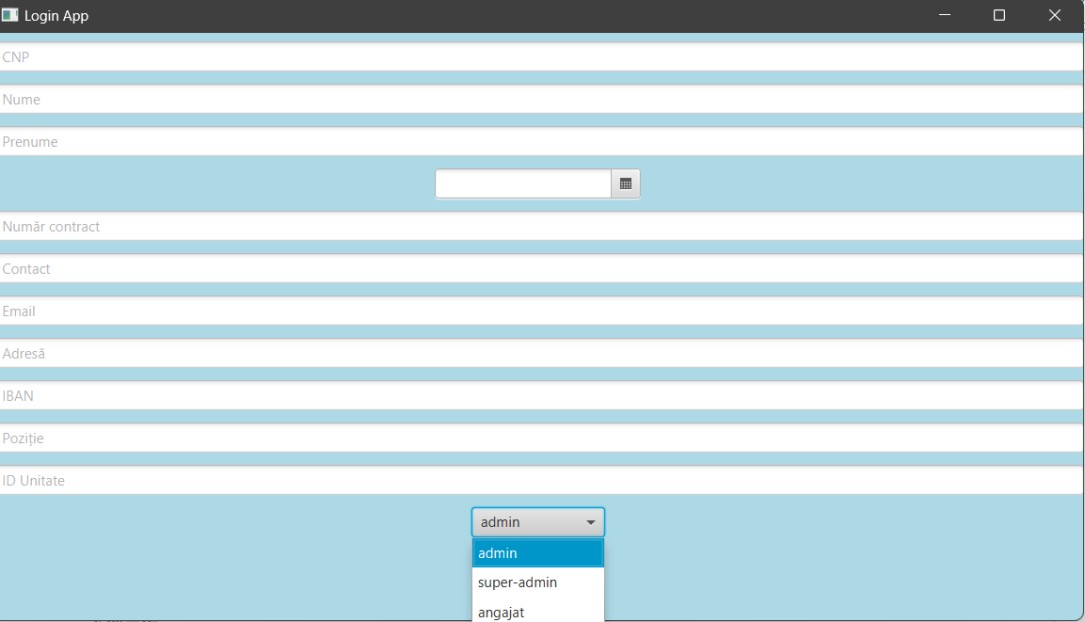 Login App
CNP
Nume
Prenume
Număr contract
Contact
Email
Adresă
IBAN
Poziție
ID Unitate
admin
admin
super-admin
angajat